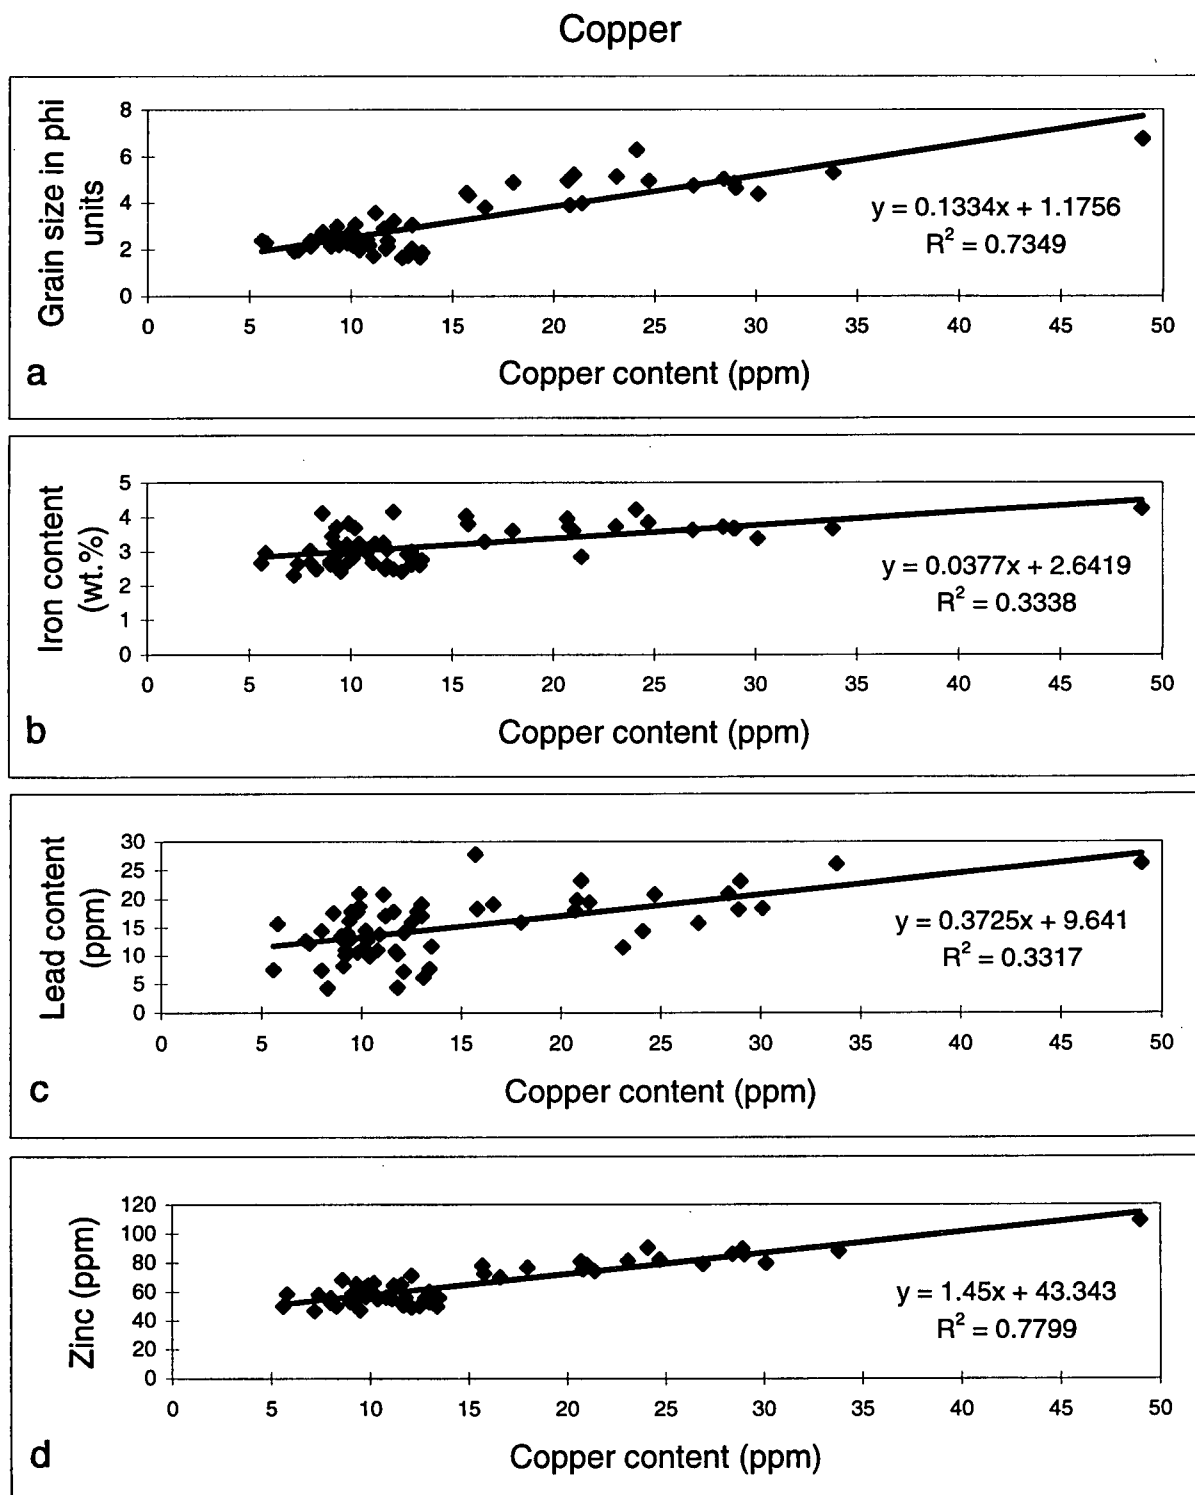 Copper
8
6
4
2
0
Grain size in phi
units
y = 0.1334x + 1.1756
R² = 0.7349
0 5 10 15 20 25 30 35 40 45 50
Copper content (ppm)
a
5
4
3
2
1
0
Iron content
(wt.%)
y = 0.0377x + 2.6419
R² = 0.3338
0 5 10 15 20 25 30 35 40 45 50
Copper content (ppm)
b
30
25
20
15
10
5
0
Lead content
(ppm)
y = 0.3725x + 9.641
R² = 0.3317
0 5 10 15 20 25 30 35 40 45 50
Copper content (ppm)
c
120
100
80
60
40
20
0
Zinc (ppm)
y = 1.45x + 43.343
R² = 0.7799
0 5 10 15 20 25 30 35 40 45 50
Copper content (ppm)
d